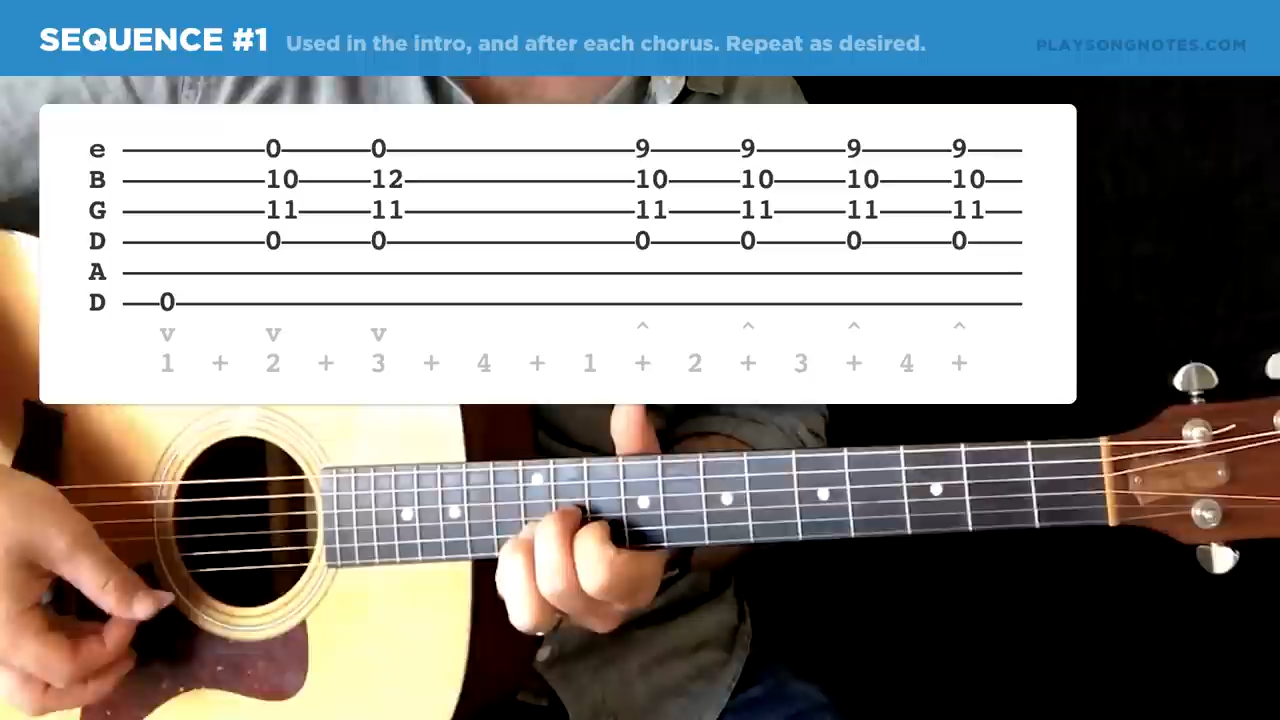 SEQUENCE #1 Used in the intro, and after each chorus. Repeat as desired. PLAYSONGNOTES.COM
e 0 0 9 9 9 9
B 10 12 10 10 10 10
G 11 11 11 11 11 11
D 0 0 0 0 0 0
A
D 0
v v v ^ ^ ^ ^
1 + 2 + 3 + 4 + 1 + 2 + 3 + 4 +